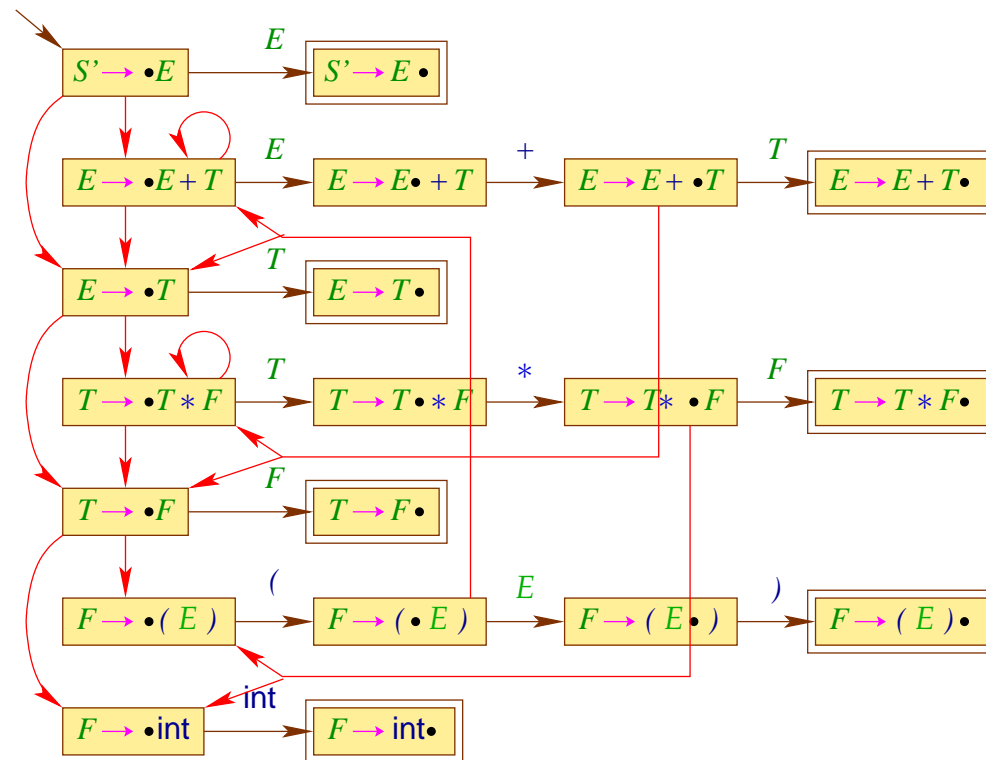 E
S’→ •E S’→ E •
E + T
E → •E + T E → E• + T E → E + •T E → E + T•
T
E → •T E → T •
T * F
T → •T * F T → T• * F T → T* •F T → T * F•
F
T → •F T → F •
( E )
F → •( E ) F → (• E ) F → ( E• ) F → ( E )•
int
F → •int F → int•